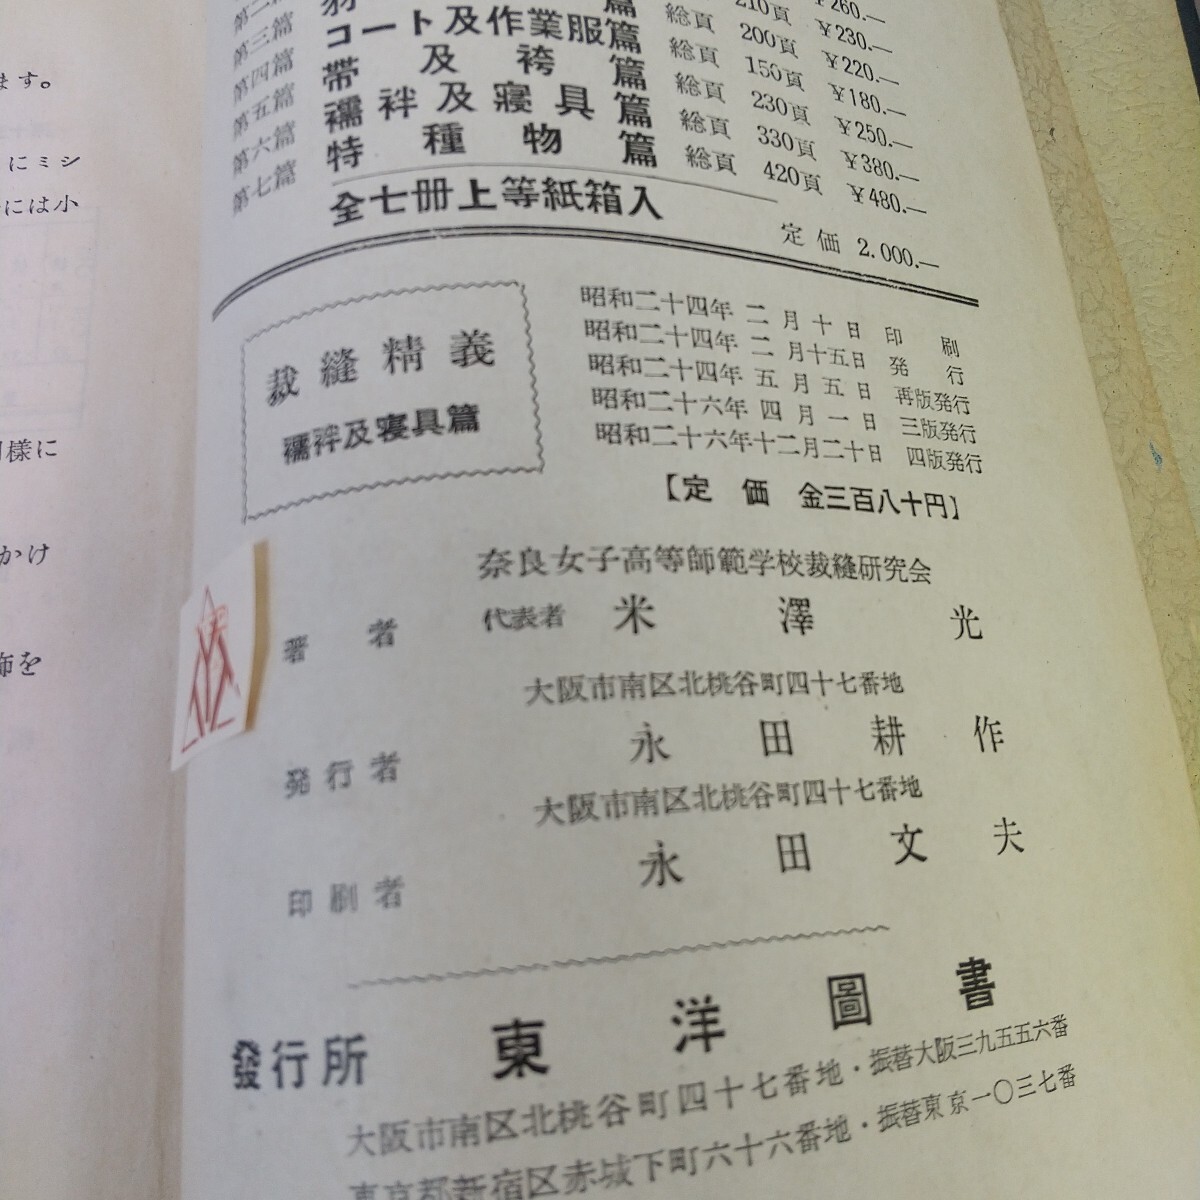 ます。
にミシ
には小
様に
かけ
飾を
第三篇 コート及作業服篇 総頁 200頁 ¥230.—
第四篇 帯及袴篇 総頁 150頁 ¥180.—
第五篇
第六篇 襦袢及寝具篇 総頁 330頁 ¥380.—
第七篇 特種物篇 総頁 420頁 ¥480.—
全七冊上等紙箱入
定価 2.000.—
裁縫精義
襦袢及寝具篇
昭和二十四年 二月十日 印刷
昭和二十四年 二月十五日 発行
昭和二十四年 五月五日 再版発行
昭和二十六年 四月一日 三版発行
昭和二十六年十二月二十日 四版発行
【定価 金三百八十円】
著者
奈良女子高等師範学校裁縫研究会
代表者 米澤光
大阪市南区北桃谷町四十七番地
発行者 永田耕作
大阪市南区北桃谷町四十七番地
印刷者 永田文夫
發行所 東洋圖書
大阪市南区北桃谷町四十七番地・振替大阪三九五五六番
東京都新宿区赤城下町六十六番地・振替東京一〇三七番